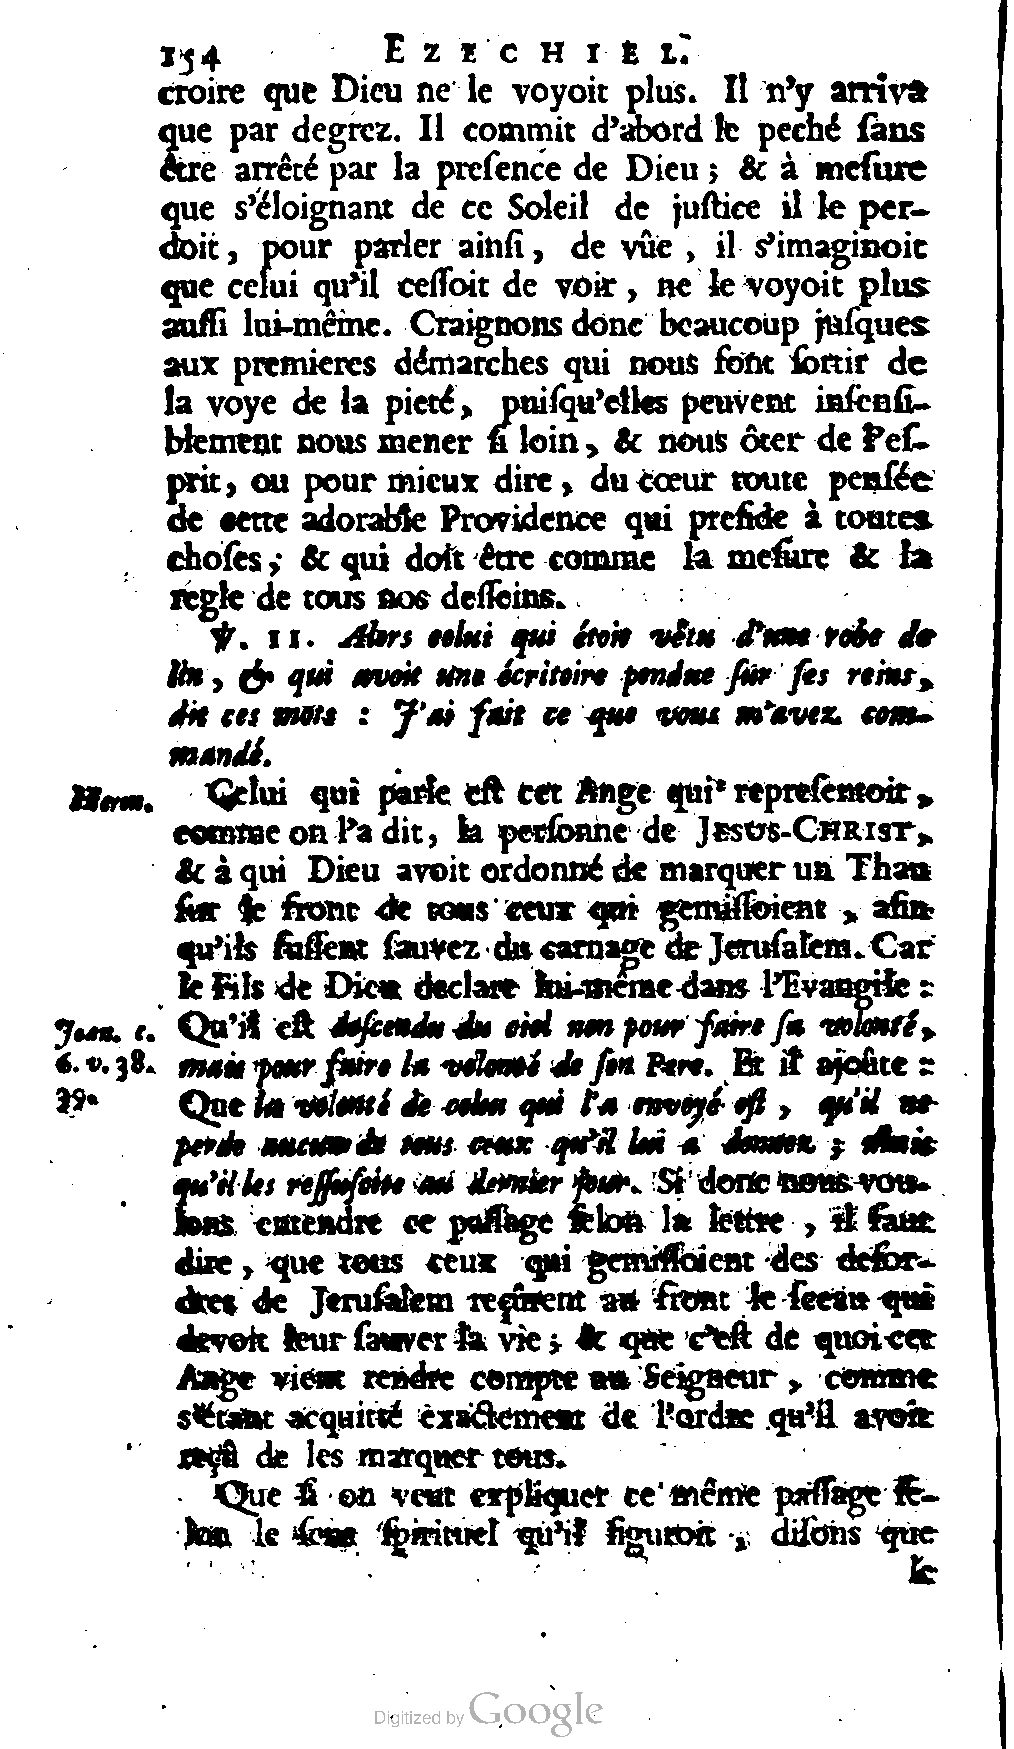 154 EZECHIEL.
croire que Dieu ne le voyoit plus. Il n'y arriva
que par degrez. Il commit d'abord le peché ſans
être arrêté par la preſence de Dieu ; & à meſure
que s'éloignant de ce Soleil de juſtice il le per-
doit, pour parler ainſi, de vûe , il s'imaginoit
que celui qu'il ceſſoit de voir , ne le voyoit plus
auſſi lui-même. Craignons donc beaucoup juſques
aux premieres démarches qui nous font ſortir de
la voye de la pieté, puiſqu'elles peuvent inſenſi-
blement nous mener ſi loin, & nous ôter de l'eſ-
prit, ou pour mieux dire, du cœur toute penſée
de cette adorable Providence qui preſide à toutes
choſes ; & qui doit être comme la meſure & la
regle de tous nos deſſeins.
℣. 11. Alors celui qui étoit vêtu d'une robe de
lin , & qui avoit une écritoire pendue ſur ſes reins,
dit ces mots : J'ai fait ce que vous m'avez com-
mandé.
Hieron. Celui qui parle eſt cet Ange qui repreſentoit,
comme on l'a dit, la perſonne de JESUS-CHRIST,
& à qui Dieu avoit ordonné de marquer un Thau
ſur le front de tous ceux qui gemiſſoient , afin
qu'ils fuſſent ſauvez du carnage de Jeruſalem. Car
le Fils de Dieu declare lui-même dans l'Evangile :
Joan. c. Qu'il eſt deſcendu du ciel non pour faire ſa volonté,
6. v. 38. mais pour faire la volonté de ſon Pere. Et il ajoûte :
39. Que la volonté de celui qui l'a envoyé eſt , qu'il ne
perde aucun de tous ceux qu'il lui a donnez ; mais
qu'il les reſſuſcite au dernier jour. Si donc nous vou-
lons entendre ce paſſage ſelon la lettre , il faut
dire , que tous ceux qui gemiſſoient des deſor-
dres de Jeruſalem reçûrent au front le ſceau qui
devoit leur ſauver la vie ; & que c'eſt de quoi cet
Ange vient rendre compte au Seigneur , comme
s'étant acquitté exactement de l'ordre qu'il avoit
reçû de les marquer tous.
Que ſi on veut expliquer ce même paſſage ſe-
lon le ſens ſpirituel qu'il figuroit , diſons que
le
Digitized by Google